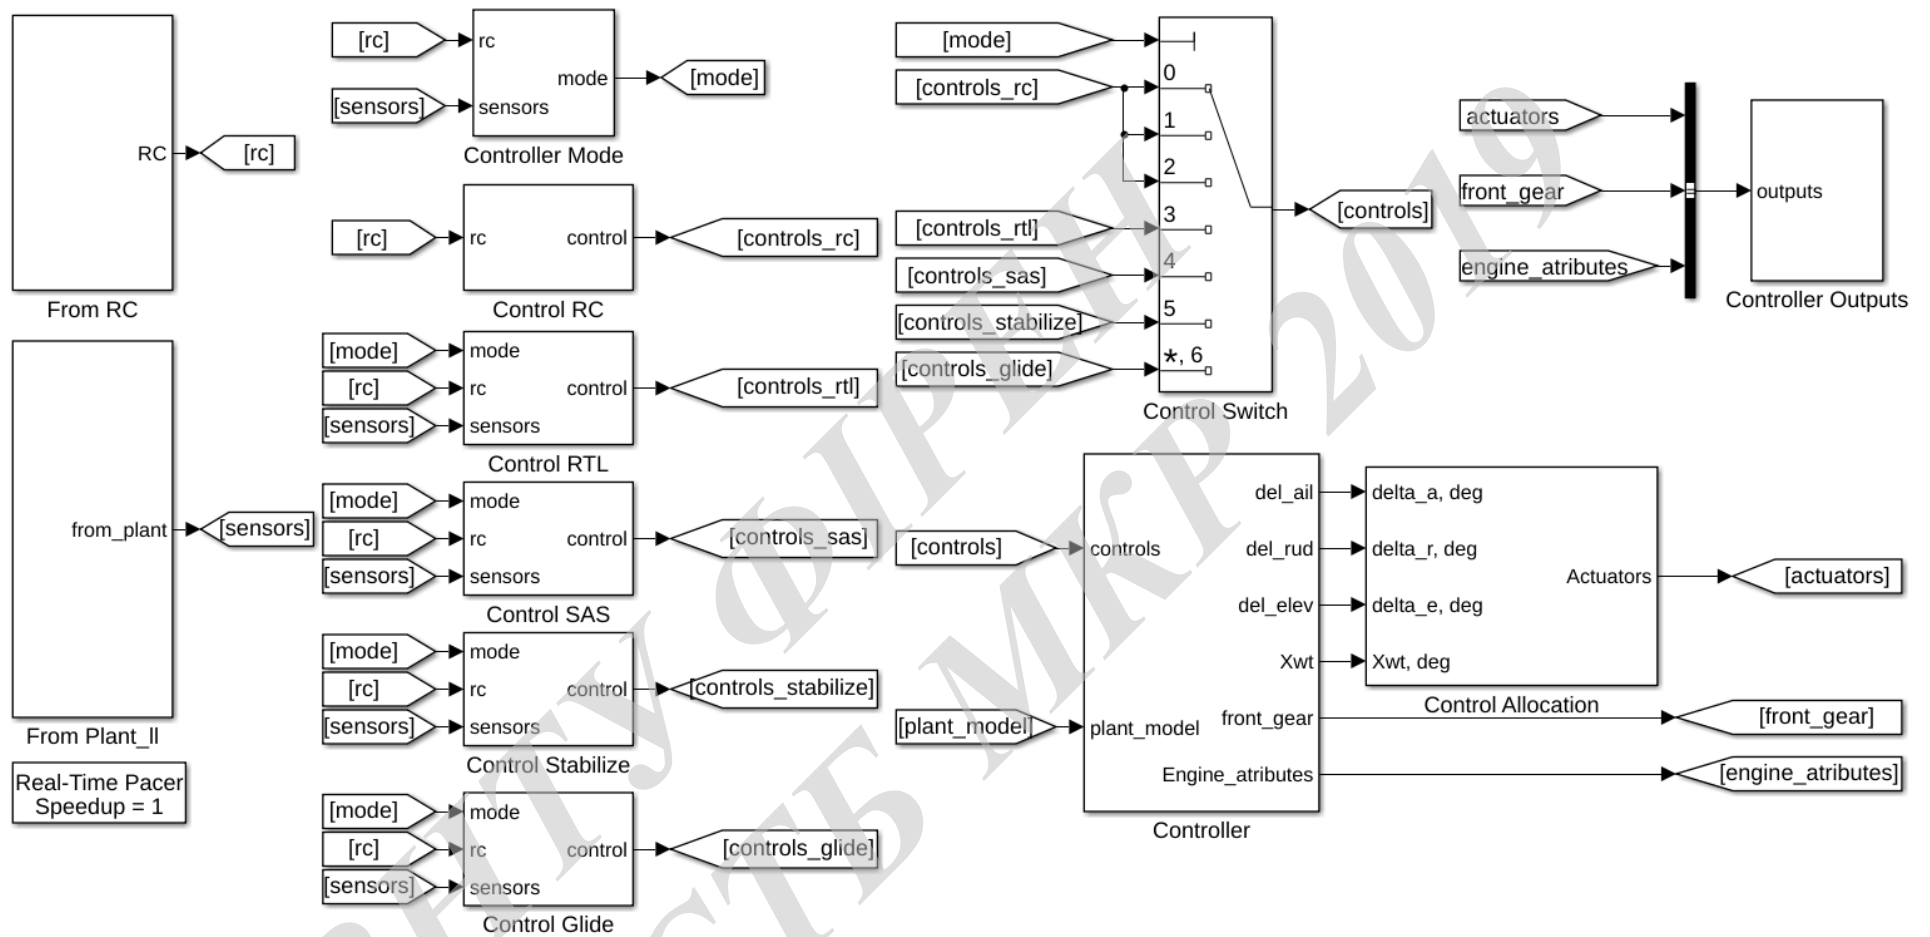 RC
[rc]
From RC
from_plant
[sensors]
From Plant_ll
Real-Time Pacer
Speedup = 1
[rc]
rc
[sensors]
sensors
mode
[mode]
Controller Mode
[rc]
rc
control
[controls_rc]
Control RC
[mode]
mode
[rc]
rc
control
[controls_rtl]
[sensors]
sensors
Control RTL
[mode]
mode
[rc]
rc
control
[controls_sas]
[sensors]
sensors
Control SAS
[mode]
mode
[rc]
rc
control
[controls_stabilize]
[sensors]
sensors
Control Stabilize
[mode]
mode
[rc]
rc
control
[controls_glide]
[sensors]
sensors
Control Glide
[mode]
[controls_rc]
0
1
2
[controls_rtl]
3
[controls_sas]
4
[controls_stabilize]
5
[controls_glide]
*, 6
[controls]
Control Switch
actuators
front_gear
engine_atributes
outputs
Controller Outputs
[controls]
controls
[plant_model]
plant_model
del_ail
del_rud
del_elev
Xwt
front_gear
Engine_atributes
Controller
delta_a, deg
delta_r, deg
delta_e, deg
Xwt, deg
Actuators
Control Allocation
[actuators]
[front_gear]
[engine_atributes]
НТУ ФІРЕН
СТЬ МКР 2019